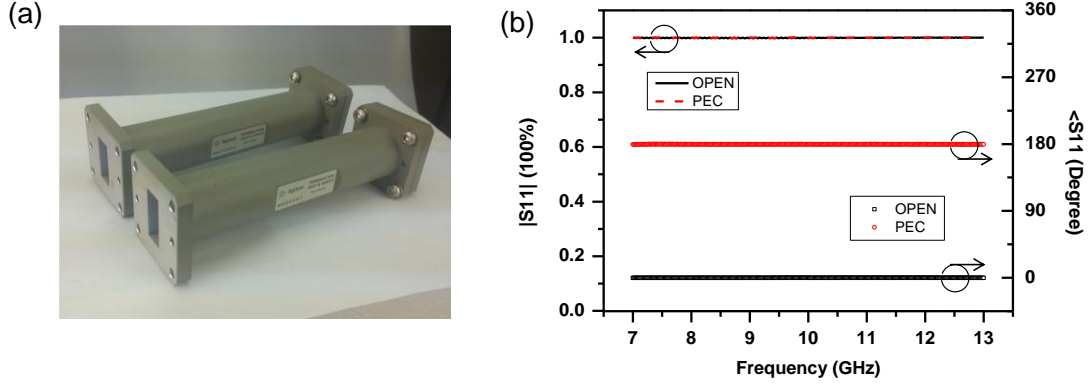 (a)
Agilent
(b)
360
1.0
OPEN
PEC
270
0.8
0.6
180
|S11| (100%)
<S11 (Degree)
0.4
OPEN
PEC
90
0.2
0
0.0
7 8 9 10 11 12 13
Frequency (GHz)